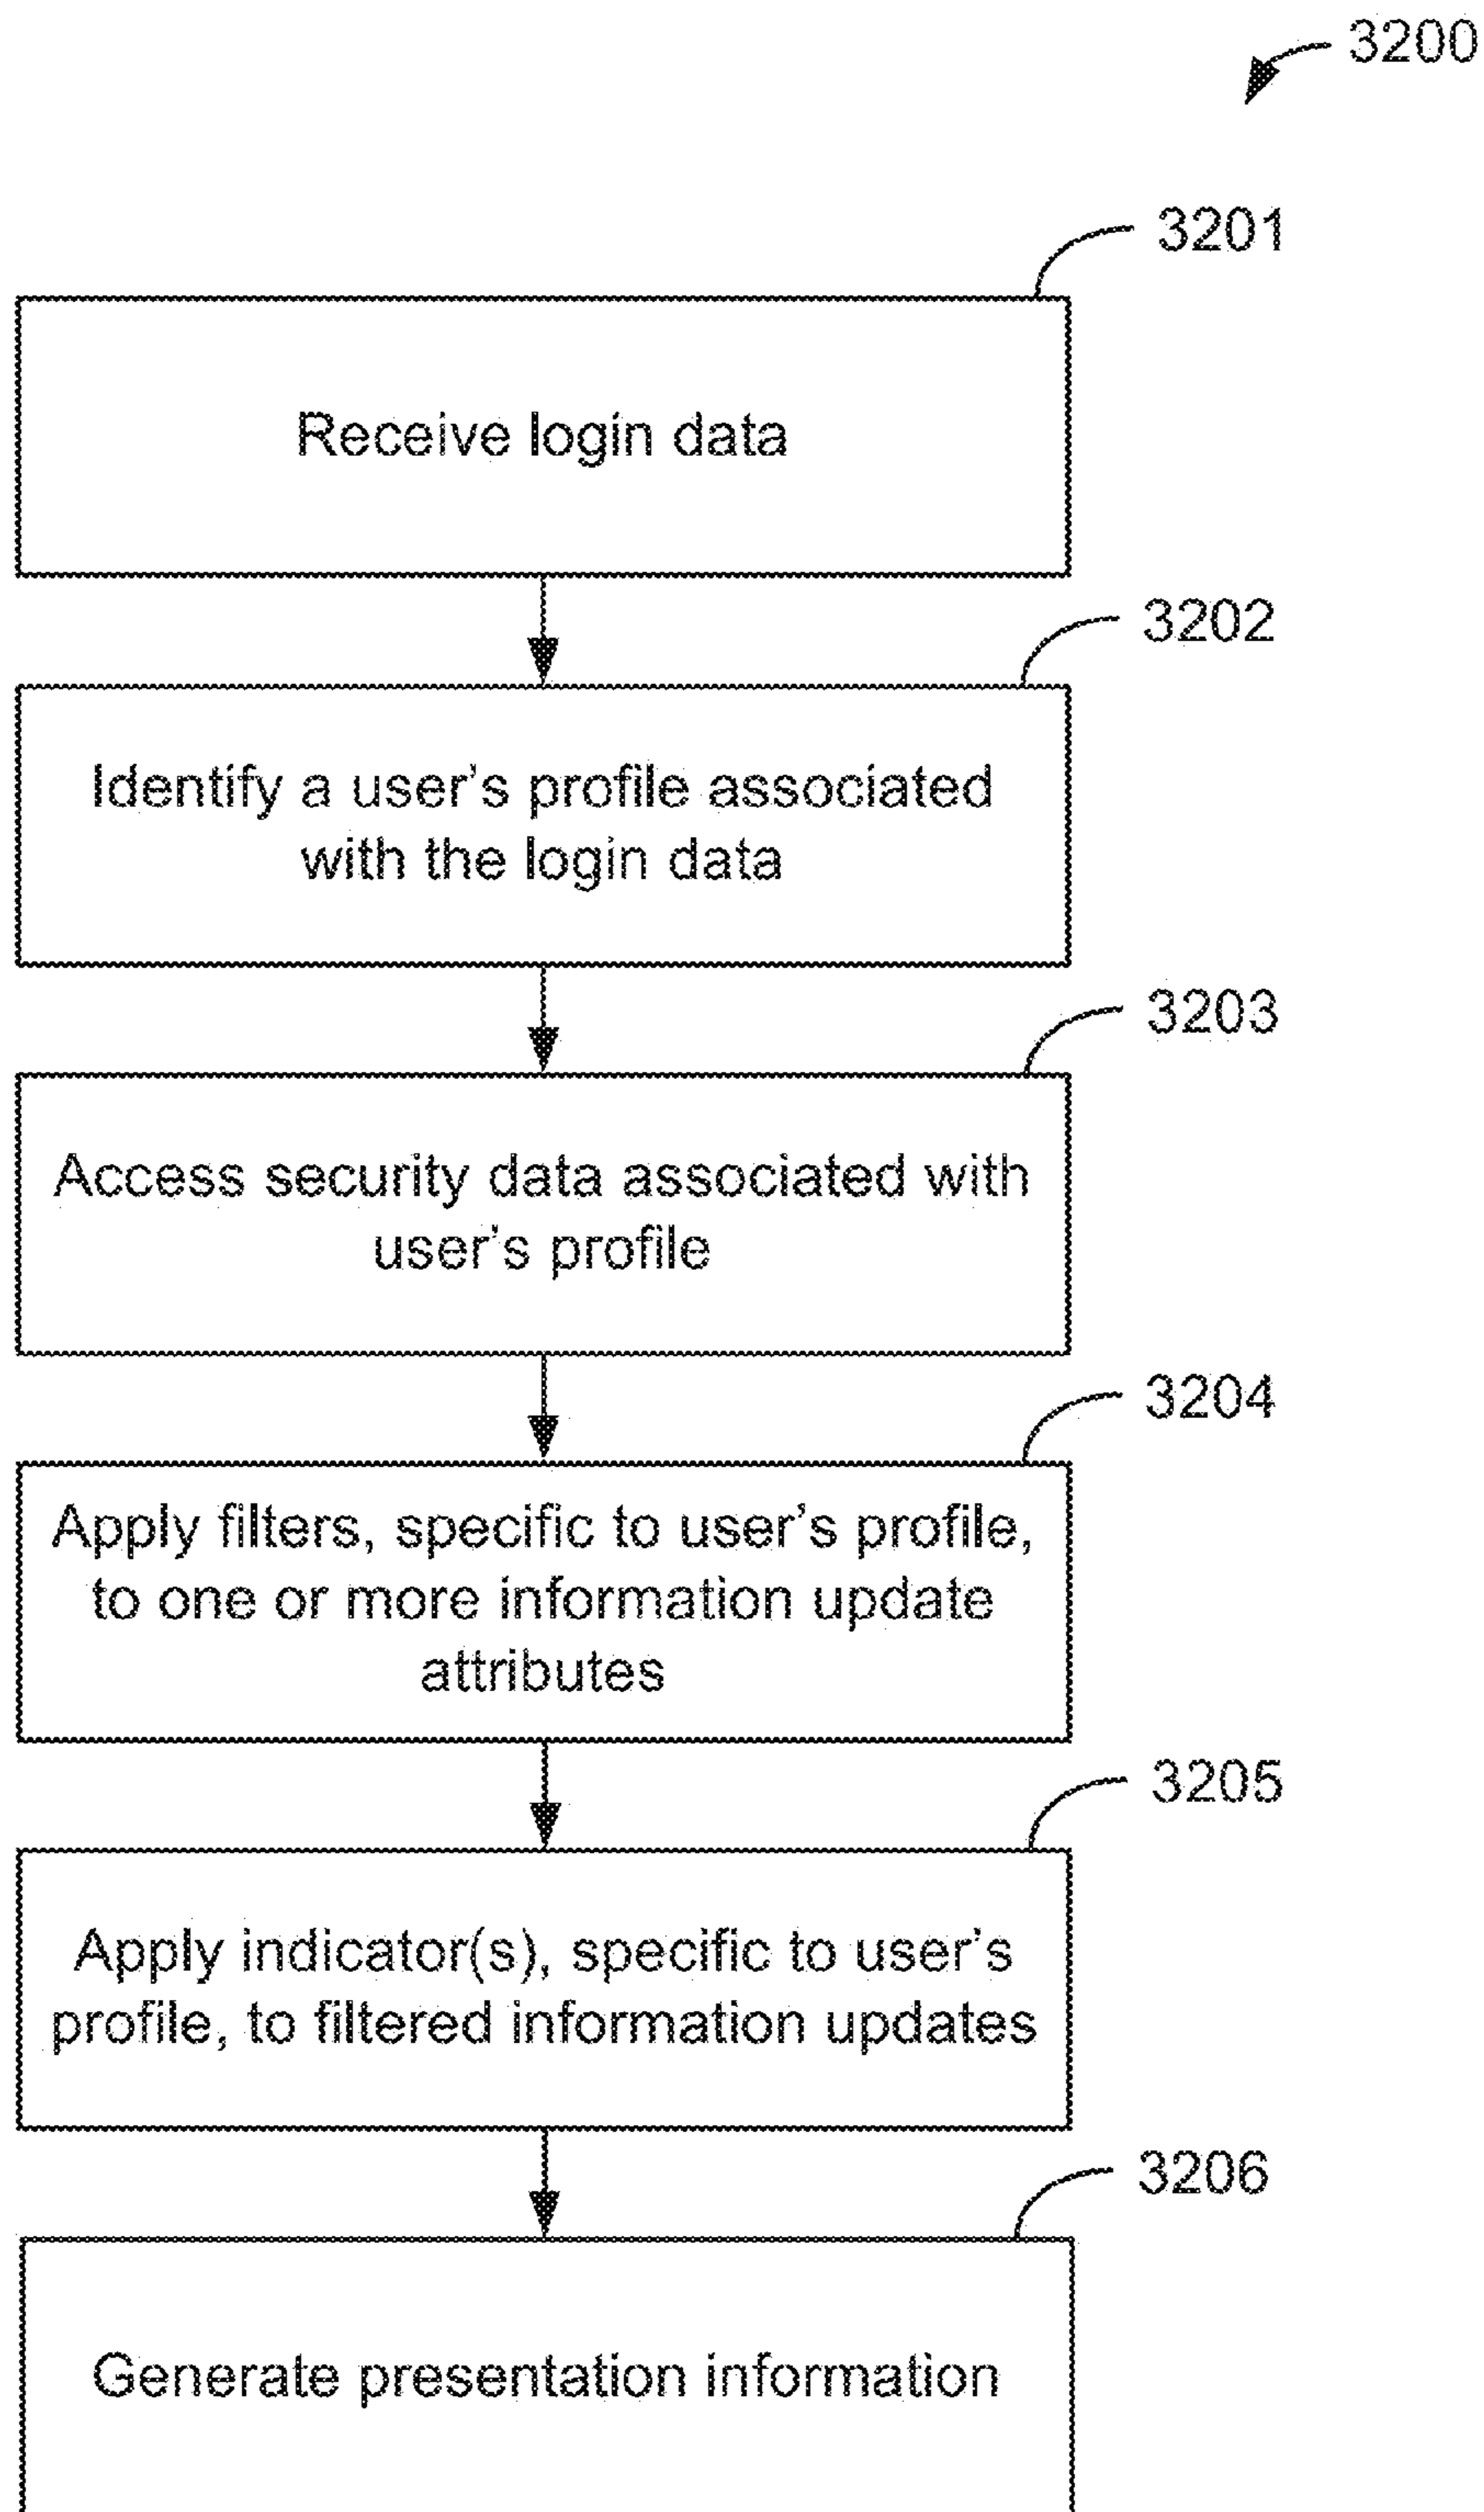 3200
3201
Receive login data
3202
Identify a user's profile associated
with the login data
3203
Access security data associated with
user's profile
3204
Apply filters, specific to user's profile,
to one or more information update
attributes
3205
Apply indicator(s), specific to user's
profile, to filtered information updates
3206
Generate presentation information